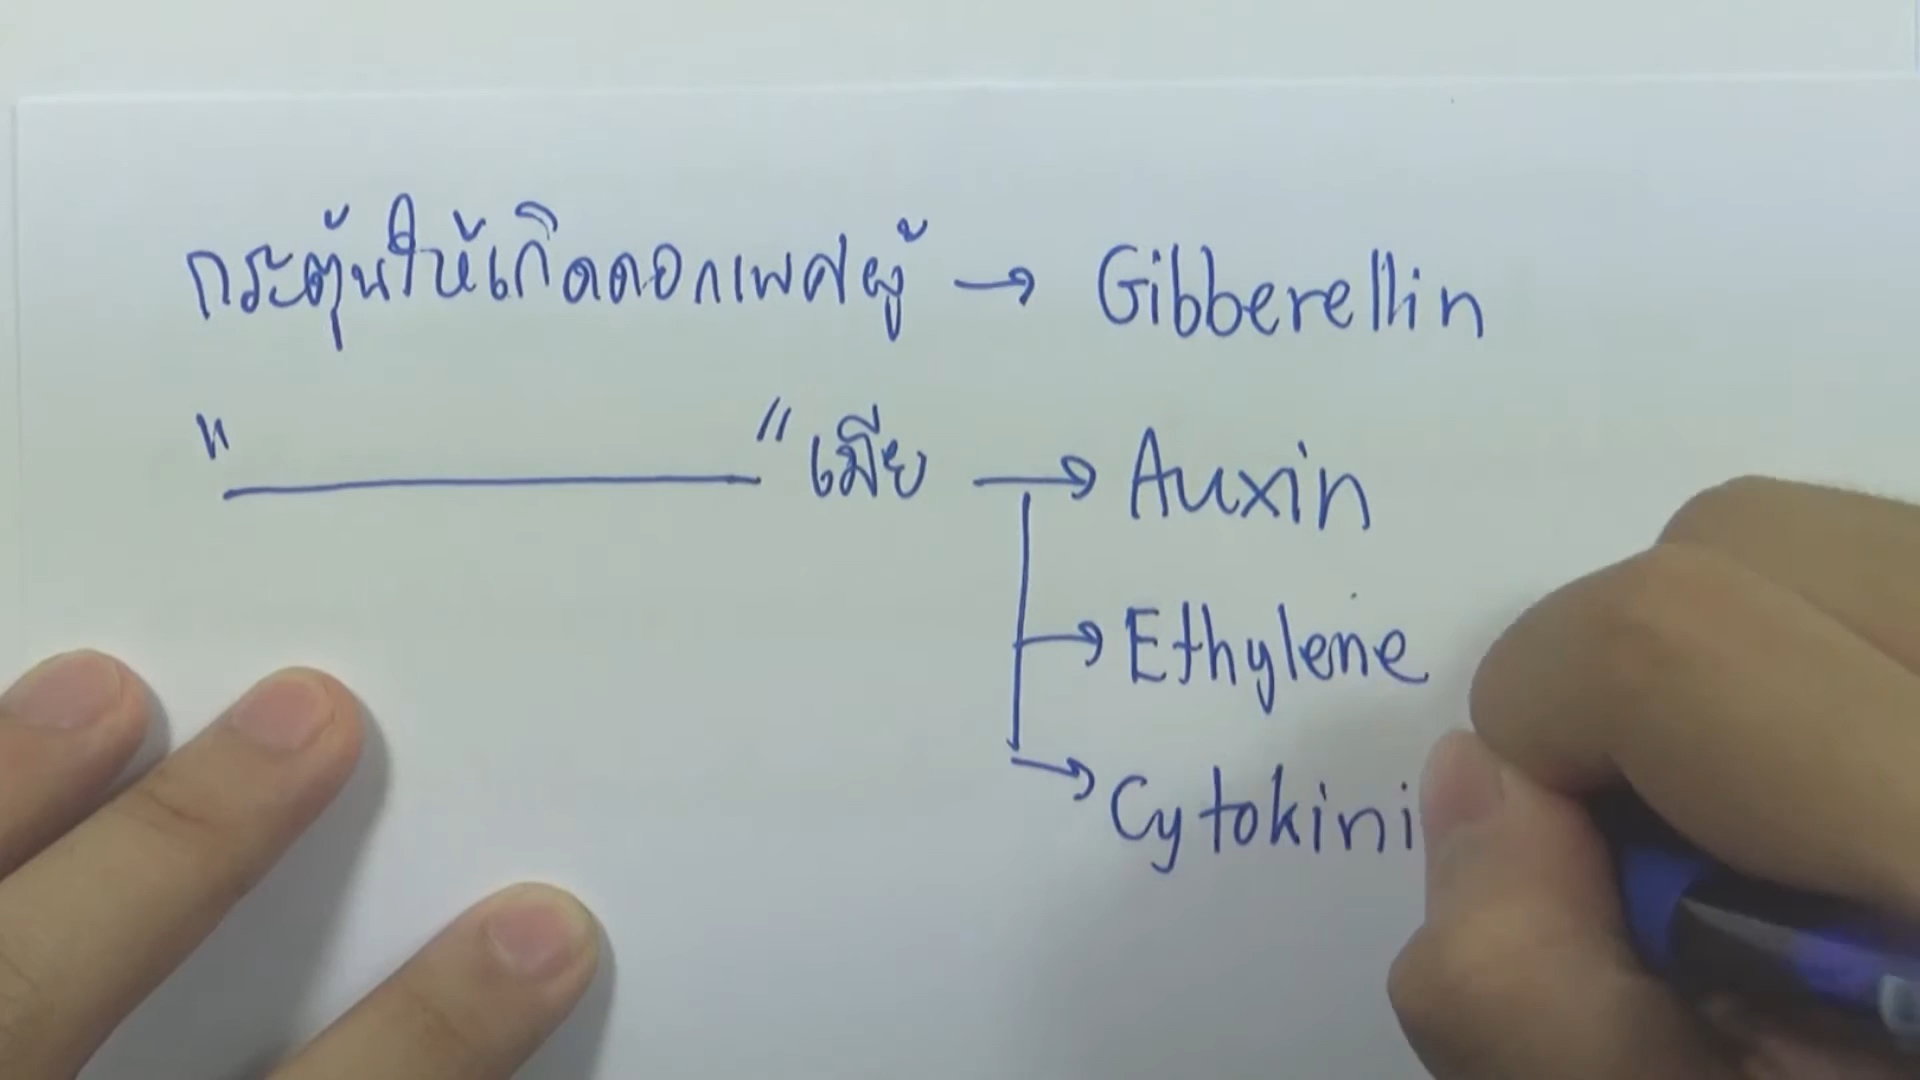 กระตุ้นให้เกิดดอกเพศผู้ → Gibberellin
"————" เมีย → Auxin
→ Ethylene
→ Cytokini